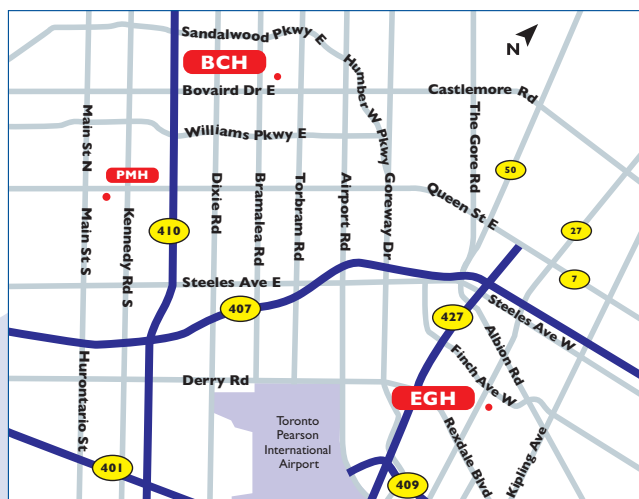 Sandalwood Pkwy E
N
BCH
Bovaird Dr E
Castlemore Rd
Humber W Pkwy
Williams Pkwy E
Main St N
The Gore Rd
50
PMH
Queen St E
Main St S
Kennedy Rd S
410
Dixie Rd
Bramalea Rd
Torbram Rd
Airport Rd
Goreway Dr
27
7
Steeles Ave E
407
427
Steeles Ave W
Albion Rd
Finch Ave W
Hurontario St
Derry Rd
EGH
Toronto
Pearson
International
Airport
Rexdale Blvd
Kipling Ave
401
409